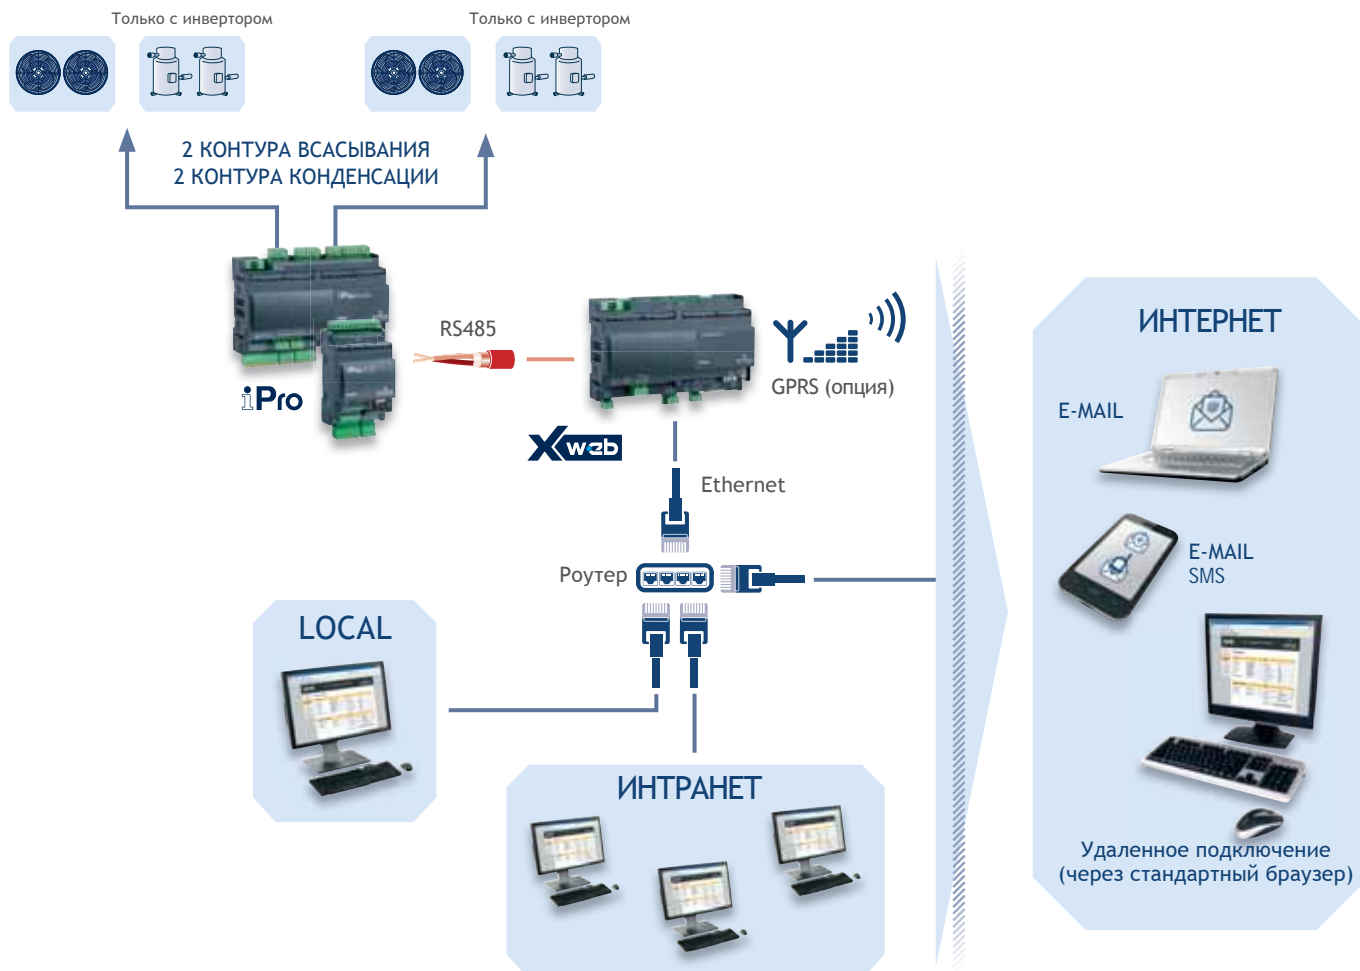 Только с инвертором
Только с инвертором
2 КОНТУРА ВСАСЫВАНИЯ
2 КОНТУРА КОНДЕНСАЦИИ
RS485
iPro
GPRS (опция)
Xweb
Ethernet
Роутер
LOCAL
ИНТРАНЕТ
ИНТЕРНЕТ
E-MAIL
E-MAIL
SMS
Удаленное подключение
(через стандартный браузер)